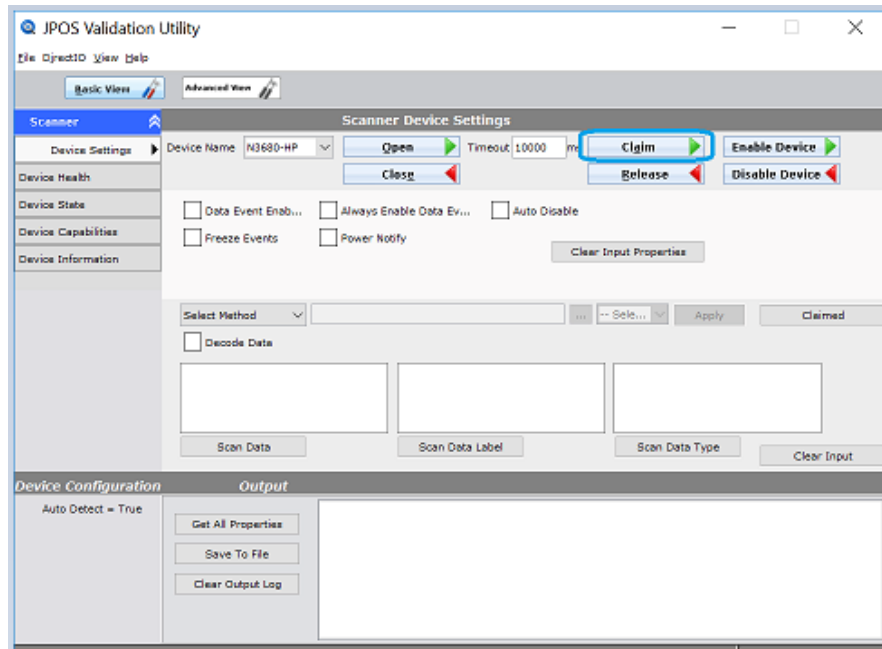 JPOS Validation Utility
File DirectIO View Help
Basic View Advanced View
Scanner
Scanner Device Settings
Device Settings
Device Name N3680-HP Open Timeout 10000 Claim Enable Device
Close Release Disable Device
Device Health
Device State
Device Capabilities
Device Information
Data Event Enab... Always Enable Data Ev... Auto Disable
Freeze Events Power Notify
Clear Input Properties
Select Method ... -- Sele... Apply Claimed
Decode Data
Scan Data Scan Data Label Scan Data Type Clear Input
Device Configuration Output
Auto Detect = True
Get All Properties
Save To File
Clear Output Log